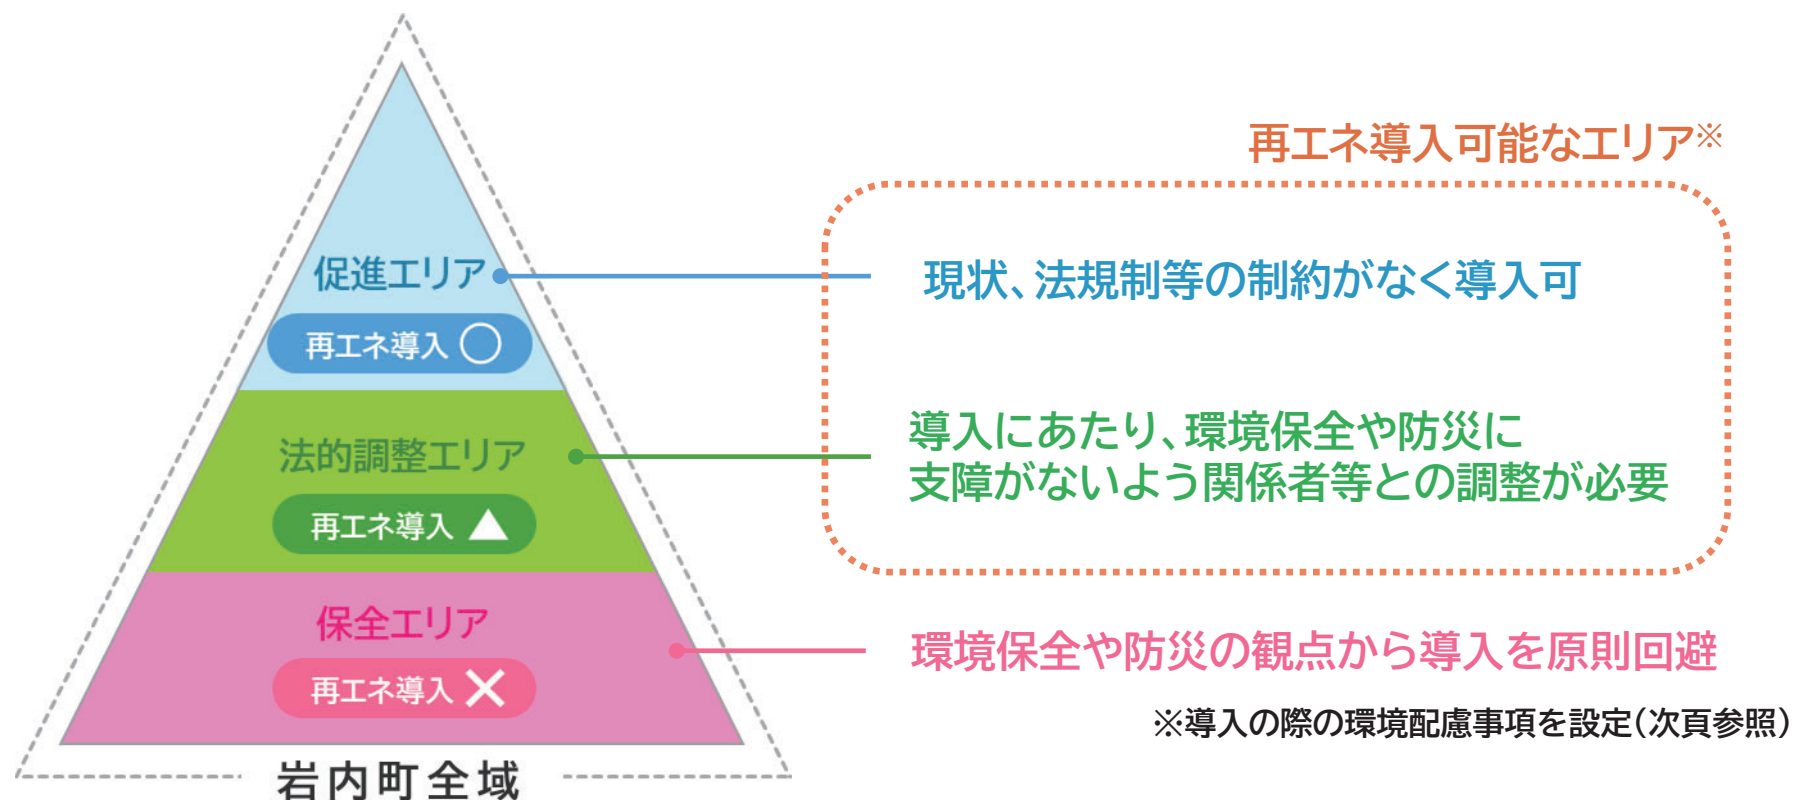 再エネ導入可能なエリア※
促進エリア
再エネ導入 ○
現状、法規制等の制約がなく導入可
法的調整エリア
再エネ導入 ▲
導入にあたり、環境保全や防災に
支障がないよう関係者等との調整が必要
保全エリア
再エネ導入 ×
環境保全や防災の観点から導入を原則回避
※導入の際の環境配慮事項を設定(次頁参照)
岩内町全域